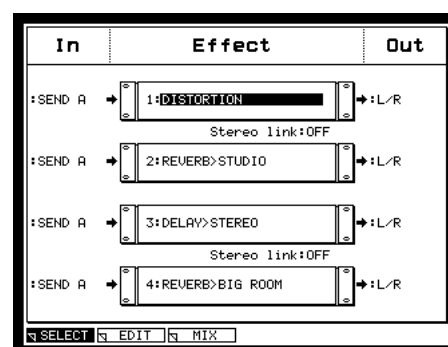 In Effect Out
:SEND A 1:DISTORTION :L/R
Stereo link:OFF
:SEND A 2:REVERB>STUDIO :L/R
:SEND A 3:DELAY>STEREO :L/R
Stereo link:OFF
:SEND A 4:REVERB>BIG ROOM :L/R
SELECT EDIT MIX